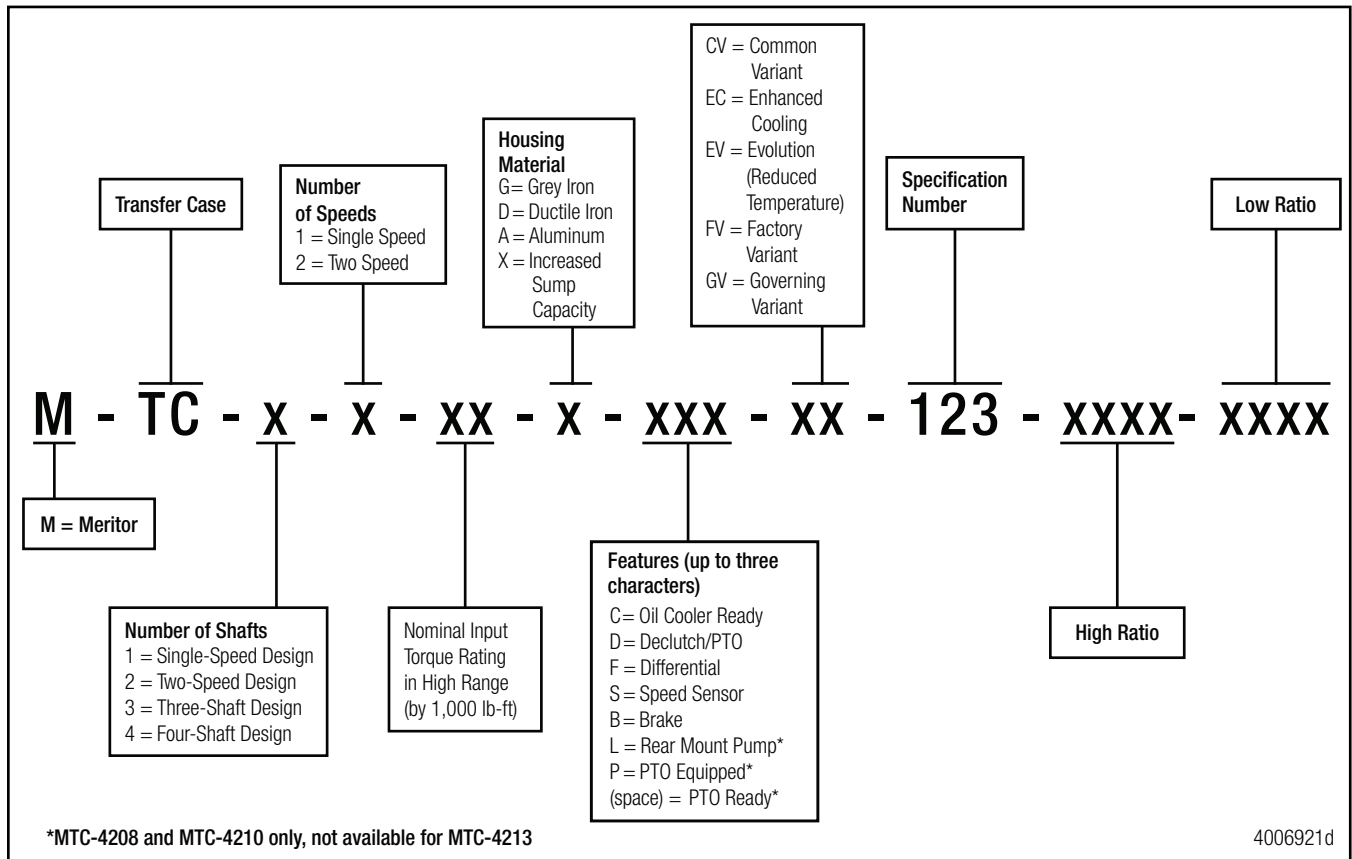 CV = Common
Variant
EC = Enhanced
Cooling
EV = Evolution
(Reduced
Temperature)
FV = Factory
Variant
GV = Governing
Variant
Housing
Material
G= Grey Iron
D = Ductile Iron
A = Aluminum
X = Increased
Sump
Capacity
Number
of Speeds
1 = Single Speed
2 = Two Speed
Transfer Case
Specification
Number
Low Ratio
M - TC - x - x - xx - x - xxx - xx - 123 - xxxx- xxxx
M = Meritor
Number of Shafts
1 = Single-Speed Design
2 = Two-Speed Design
3 = Three-Shaft Design
4 = Four-Shaft Design
Nominal Input
Torque Rating
in High Range
(by 1,000 lb-ft)
Features (up to three
characters)
C= Oil Cooler Ready
D= Declutch/PTO
F = Differential
S = Speed Sensor
B = Brake
L = Rear Mount Pump*
P = PTO Equipped*
(space) = PTO Ready*
High Ratio
*MTC-4208 and MTC-4210 only, not available for MTC-4213
4006921d